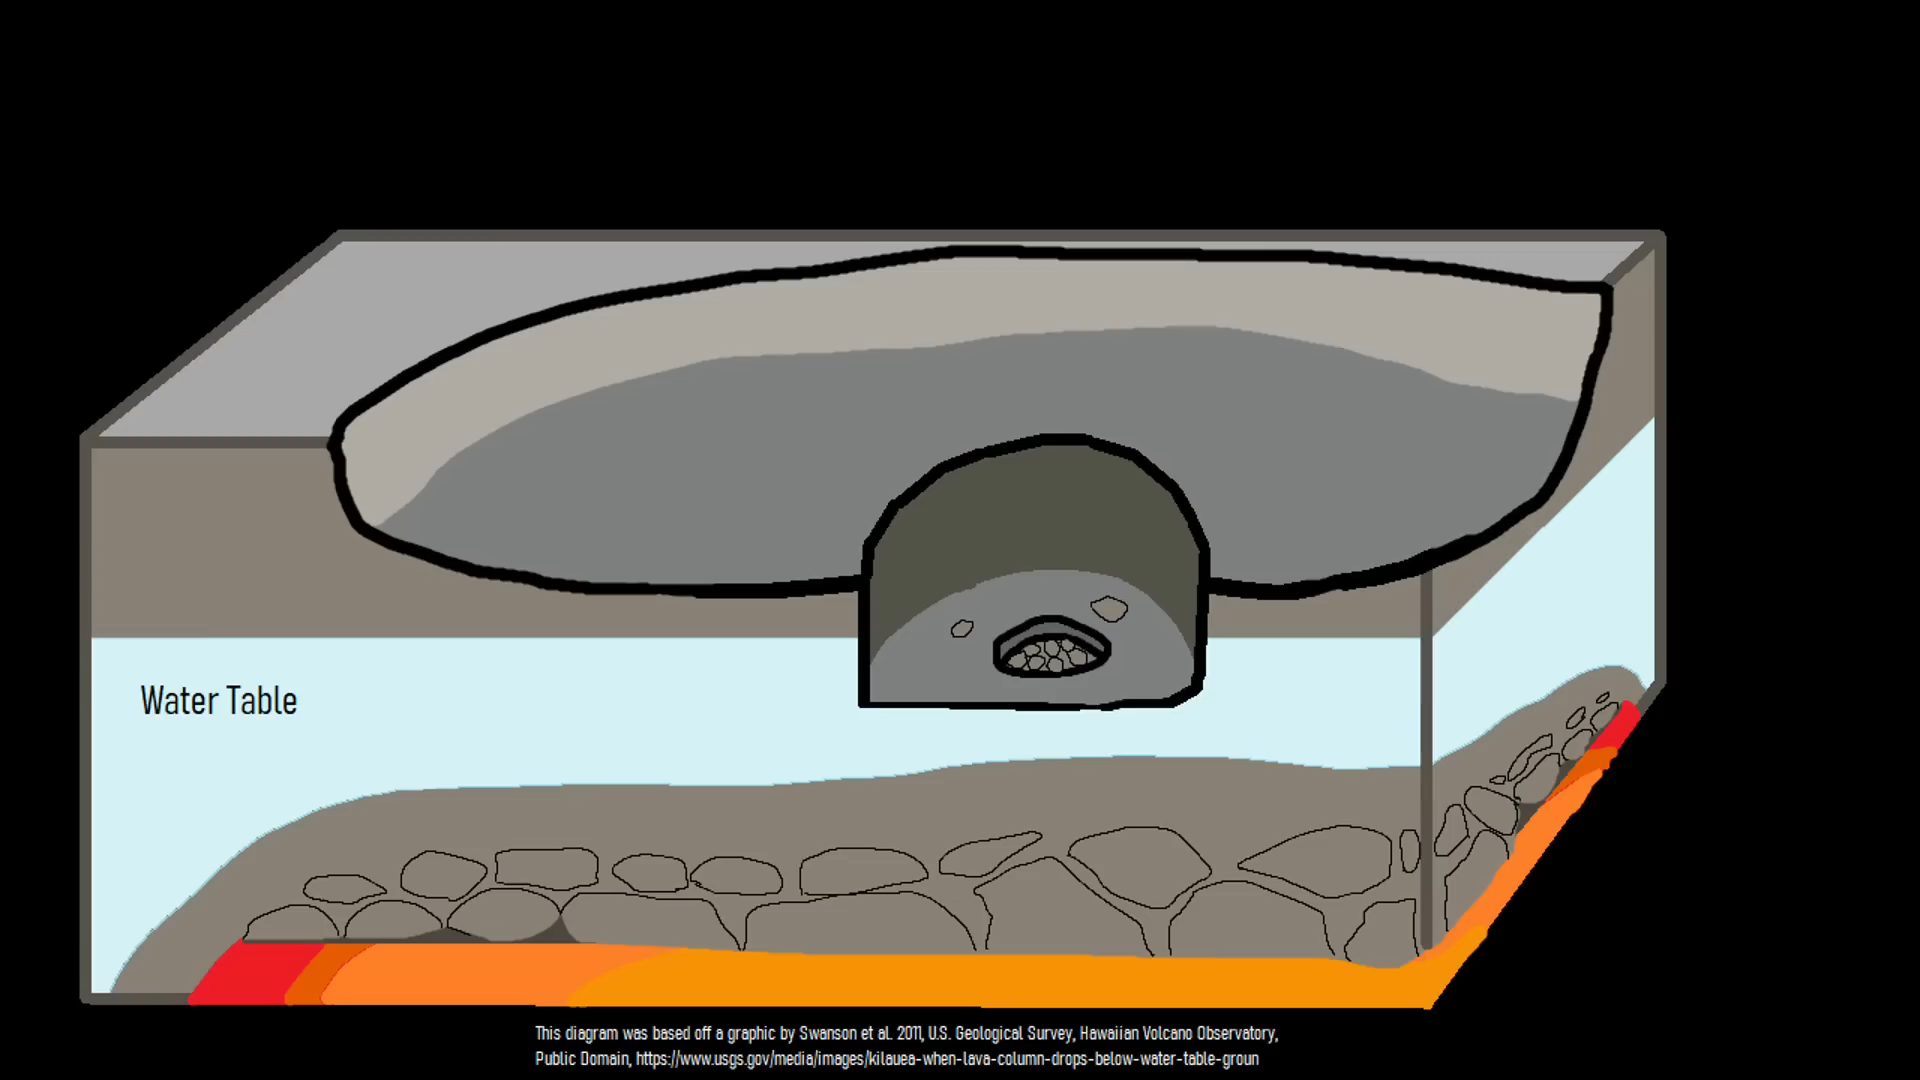 Water Table
This diagram was based off a graphic by Swanson et al. 2011, U.S. Geological Survey, Hawaiian Volcano Observatory,
Public Domain, https://www.usgs.gov/media/images/kilauea-when-lava-column-drops-below-water-table-groun